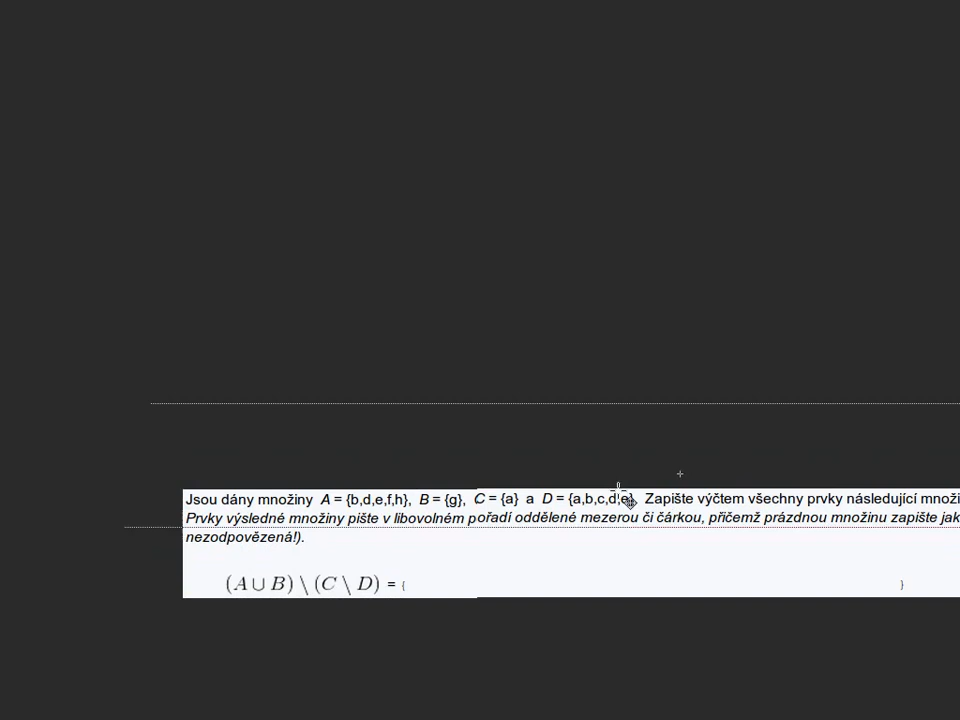 Jsou dány množiny A = {b,d,e,f,h}, B = {g}, C = {a} a D = {a,b,c,d,e}. Zapište výčtem všechny prvky následující množi
Prvky výsledné množiny pište v libovolném pořadí oddělené mezerou či čárkou, přičemž prázdnou množinu zapište jak
nezodpovězená!).
(A ∪ B) \ (C \ D) = { }